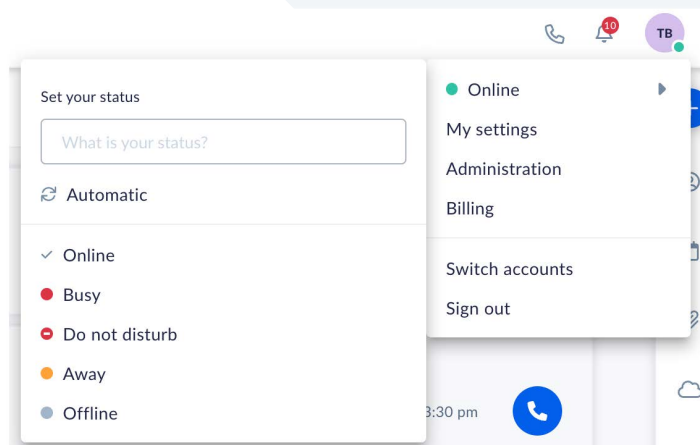 10
TB
Set your status
What is your status?
Automatic
Online
Busy
Do not disturb
Away
Offline
Online
My settings
Administration
Billing
Switch accounts
Sign out
3:30 pm